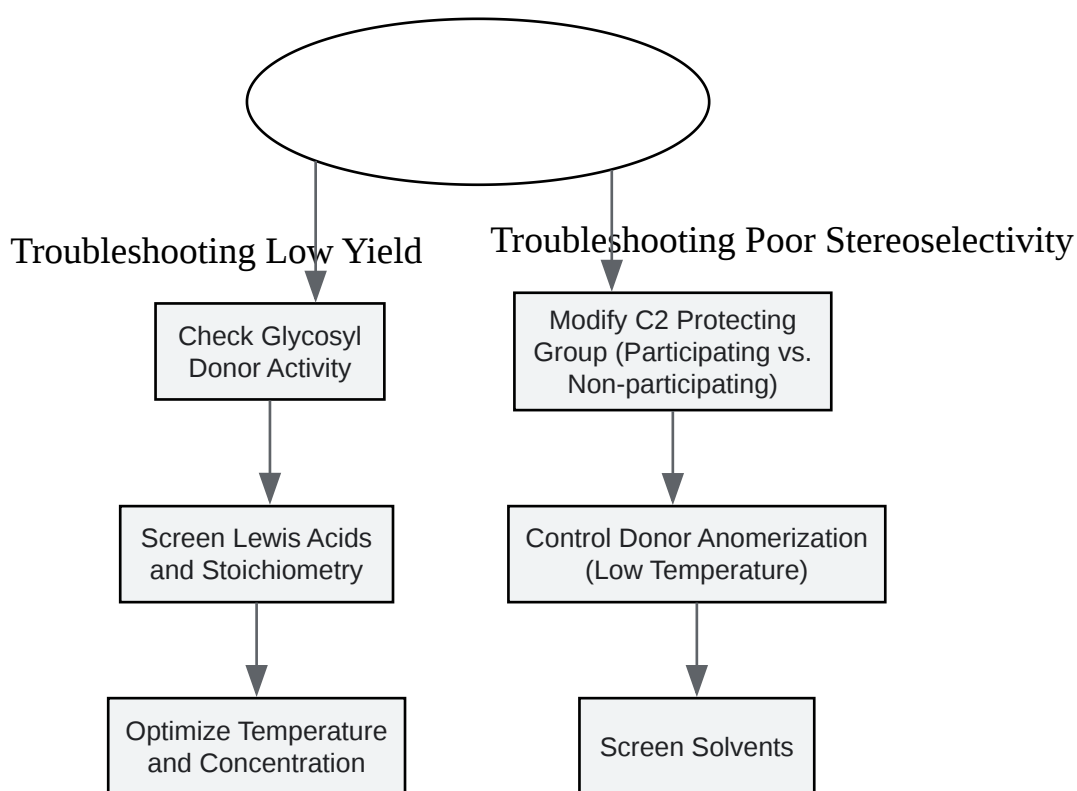 Troubleshooting Low Yield
Check Glycosyl
Donor Activity
Screen Lewis Acids
and Stoichiometry
Optimize Temperature
and Concentration
Troubleshooting Poor Stereoselectivity
Modify C2 Protecting
Group (Participating vs.
Non-participating)
Control Donor Anomerization
(Low Temperature)
Screen Solvents